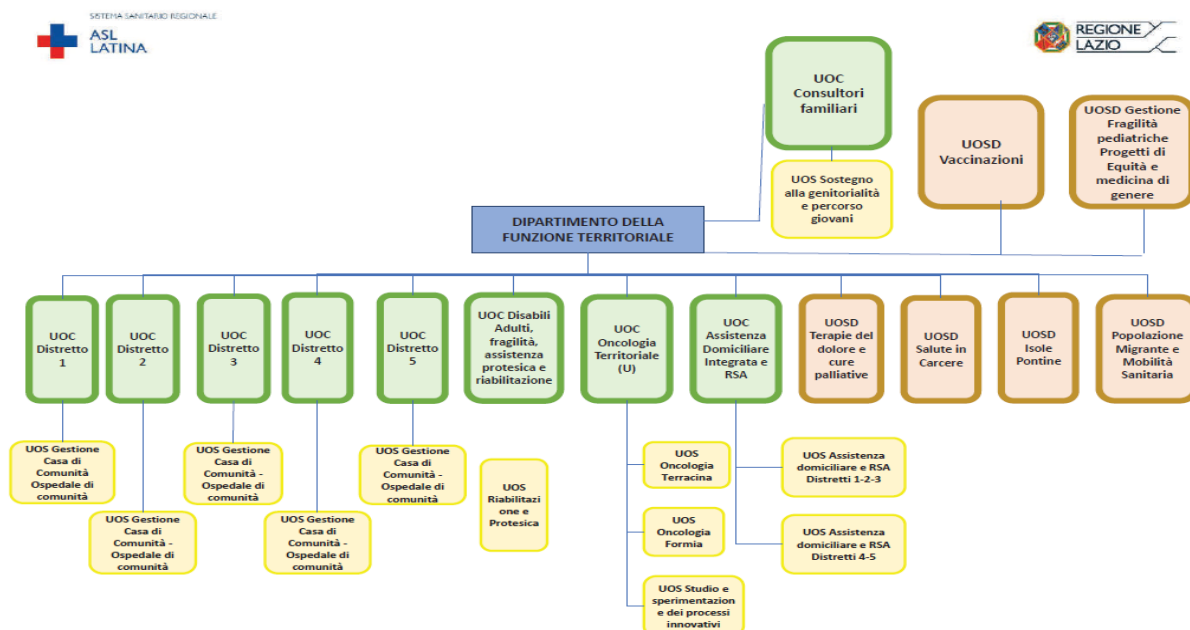 SISTEMA SANITARIO REGIONALE
ASL
LATINA
REGIONE
LAZIO
UOC
Consultori
familiari
UOSD
Vaccinazioni
UOSD Gestione
Fragilità
pediatriche
Progetti di
Equità e
medicina di
genere
UOS Sostegno
alla genitorialità
e percorso
giovani
DIPARTIMENTO DELLA
FUNZIONE TERRITORIALE
UOC
Distretto
1
UOC
Distretto
2
UOC
Distretto
3
UOC
Distretto
4
UOC
Distretto
5
UOC Disabili
Adulti,
fragilità,
assistenza
protesica e
riabilitazione
UOC
Oncologia
Territoriale
(U)
UOC
Assistenza
Domiciliare
Integrata e
RSA
UOSD
Terapie del
dolore e
cure
palliative
UOSD
Salute in
Carcere
UOSD
Isole
Pontine
UOSD
Popolazione
Migrante e
Mobilità
Sanitaria
UOS Gestione
Casa di
Comunità
Ospedale di
comunità
UOS Gestione
Casa di
Comunità -
Ospedale di
comunità
UOS Gestione
Casa di
Comunità -
Ospedale di
comunità
UOS Gestione
Casa di
Comunità -
Ospedale di
comunità
UOS Gestione
Casa di
Comunità -
Ospedale di
comunità
UOS
Riabilitazi
one e
Protesica
UOS
Oncologia
Terracina
UOS
Oncologia
Formia
UOS Studio e
sperimentazion
e dei processi
innovativi
UOS Assistenza
domiciliare e RSA
Distretti 1-2-3
UOS Assistenza
domiciliare e RSA
Distretti 4-5